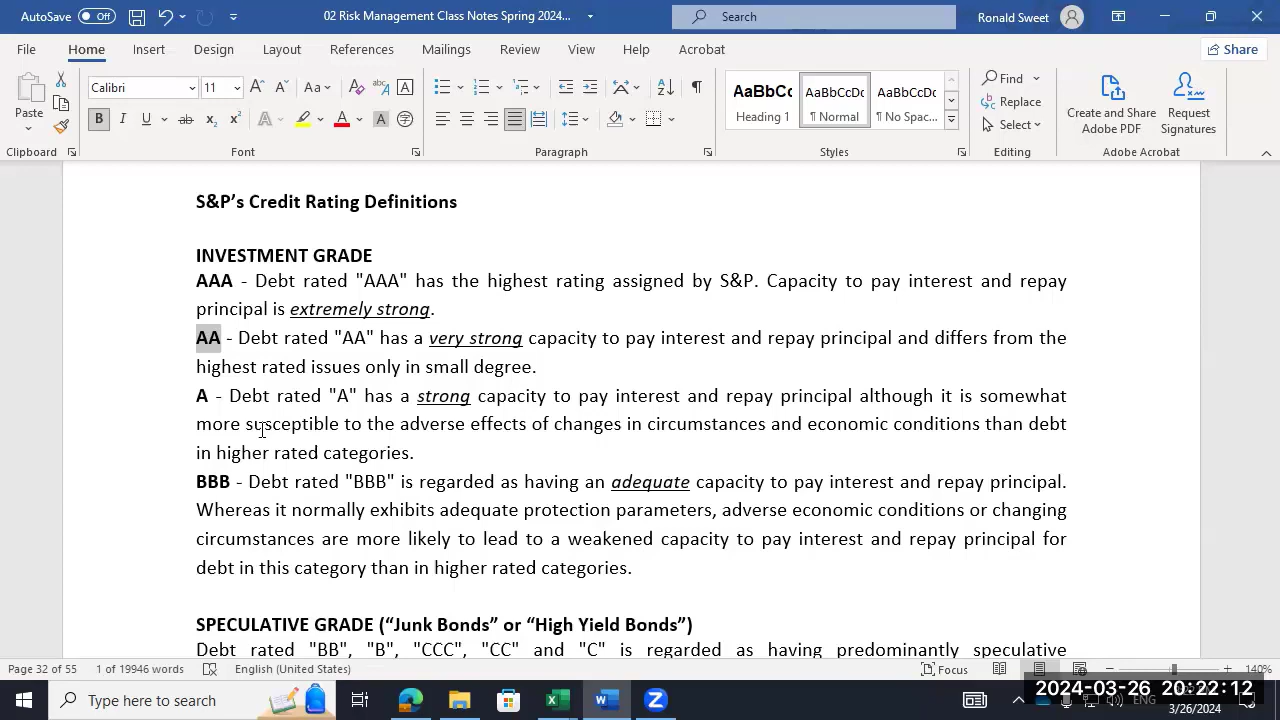 AutoSave Off 02 Risk Management Class Notes Spring 2024... Search Ronald Sweet
File Home Insert Design Layout References Mailings Review View Help Acrobat Share
Paste Calibri 11 Find Replace Select
AaBbCc AaBbCcDc AaBbCcDc
Heading 1 ¶ Normal ¶ No Spac...
Create and Share Adobe PDF Request Signatures
Clipboard Font Paragraph Styles Editing Adobe Acrobat
S&P’s Credit Rating Definitions
INVESTMENT GRADE
AAA - Debt rated "AAA" has the highest rating assigned by S&P. Capacity to pay interest and repay
principal is extremely strong.
AA - Debt rated "AA" has a very strong capacity to pay interest and repay principal and differs from the
highest rated issues only in small degree.
A - Debt rated "A" has a strong capacity to pay interest and repay principal although it is somewhat
more susceptible to the adverse effects of changes in circumstances and economic conditions than debt
in higher rated categories.
BBB - Debt rated "BBB" is regarded as having an adequate capacity to pay interest and repay principal.
Whereas it normally exhibits adequate protection parameters, adverse economic conditions or changing
circumstances are more likely to lead to a weakened capacity to pay interest and repay principal for
debt in this category than in higher rated categories.
SPECULATIVE GRADE (“Junk Bonds” or “High Yield Bonds”)
Debt rated "BB", "B", "CCC", "CC" and "C" is regarded as having predominantly speculative
Page 32 of 55 1 of 19946 words English (United States) Focus 140%
Type here to search ENG
2024-03-26 20:22:12
3/26/2024